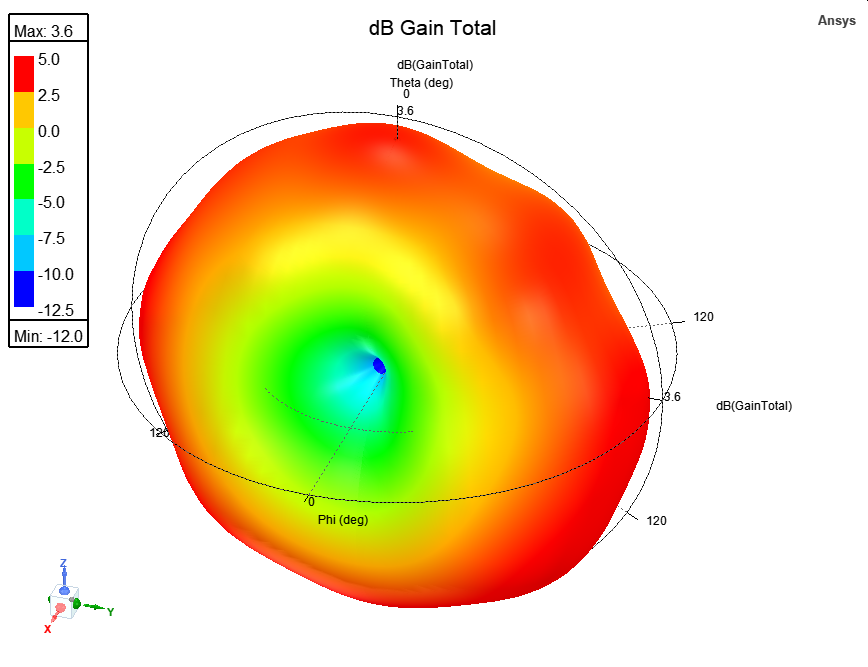 dB Gain Total
Ansys
Max: 3.6
5.0
2.5
0.0
-2.5
-5.0
-7.5
-10.0
-12.5
Min: -12.0
dB(GainTotal)
Theta (deg)
0
3.6
120
3.6
dB(GainTotal)
120
0
Phi (deg)
120
Z
Y
X